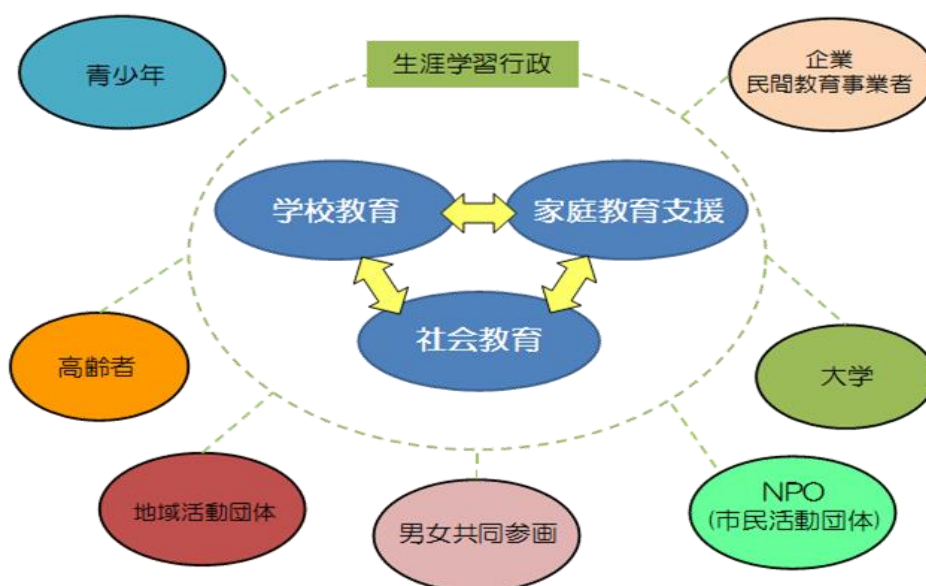 生涯学習行政
青少年
企業
民間教育事業者
学校教育
家庭教育支援
社会教育
高齢者
大学
地域活動団体
男女共同参画
NPO
(市民活動団体)